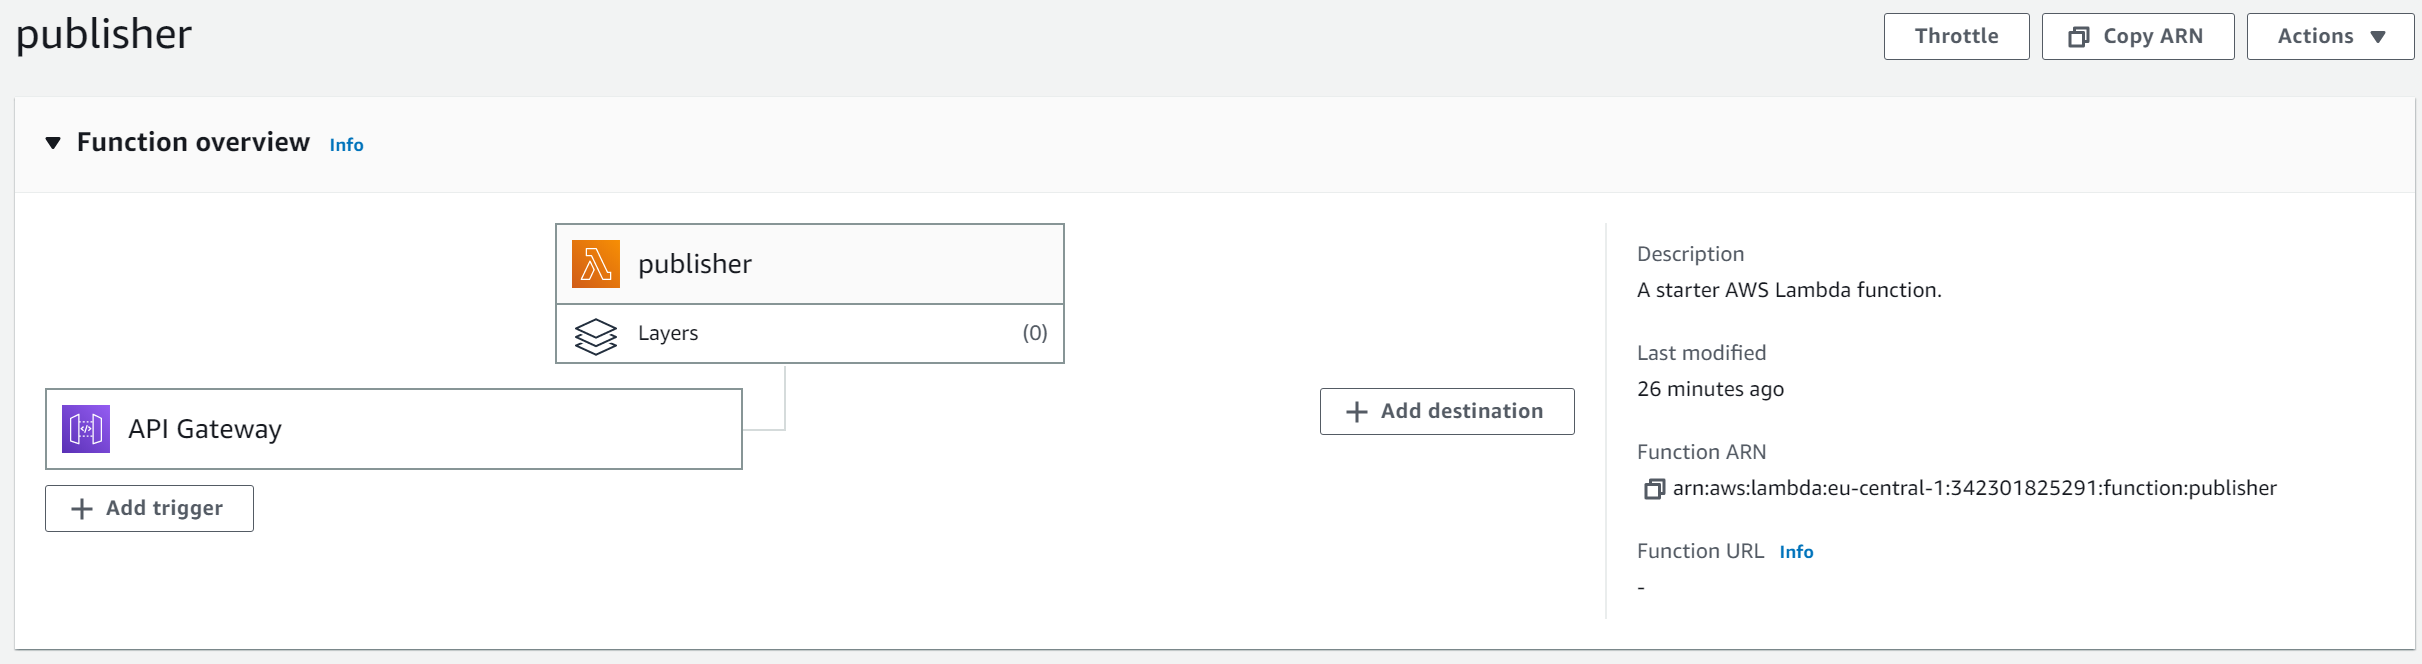 publisher
Throttle
Copy ARN
Actions
Function overview Info
publisher
Layers (0)
API Gateway
Add trigger
Add destination
Description
A starter AWS Lambda function.
Last modified
26 minutes ago
Function ARN
arn:aws:lambda:eu-central-1:342301825291:function:publisher
Function URL Info
-